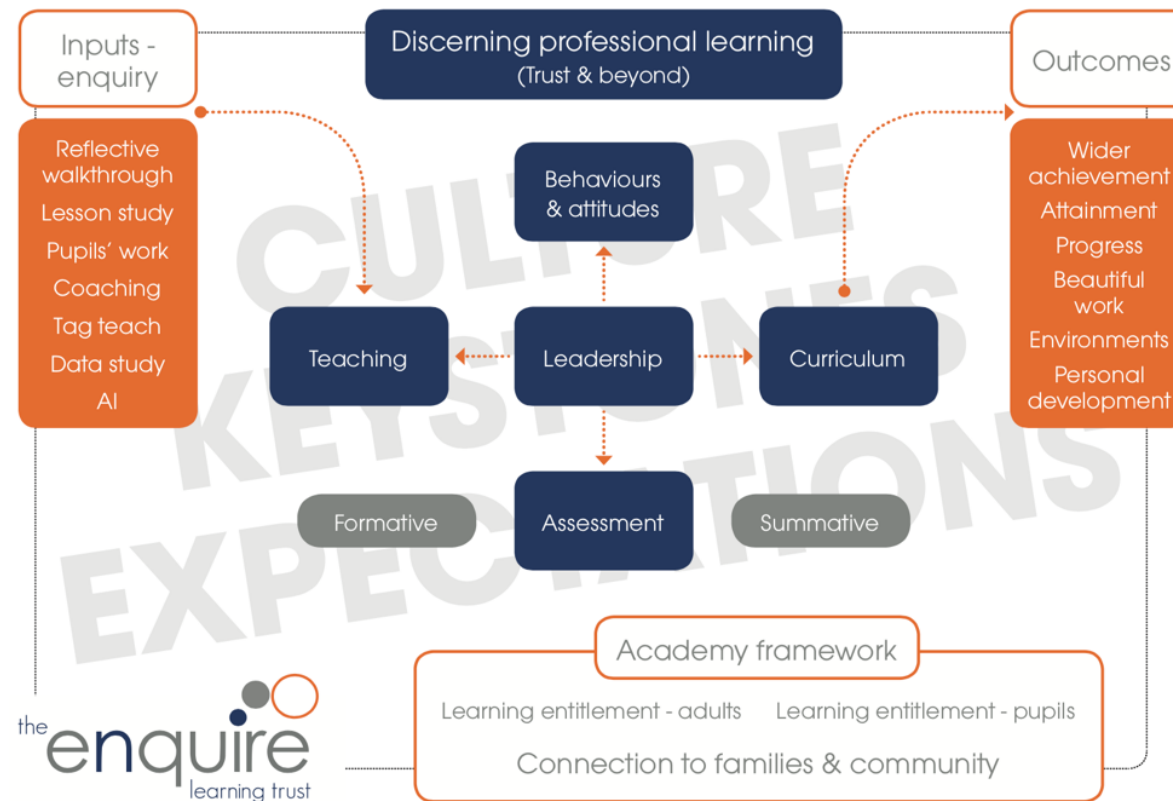 Inputs -
enquiry
Reflective
walkthrough
Lesson study
Pupils’ work
Coaching
Tag teach
Data study
AI
Discerning professional learning
(Trust & beyond)
Behaviours
& attitudes
Teaching
Leadership
Curriculum
Formative
Assessment
Summative
CULTURE
KEYSTONES
EXPECTATIONS
Outcomes
Wider
achievement
Attainment
Progress
Beautiful
work
Environments
Personal
development
Academy framework
Learning entitlement - adults
Learning entitlement - pupils
Connection to families & community
the
enquire
learning trust